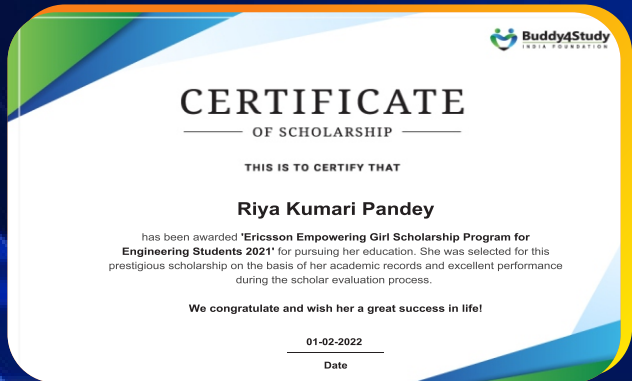 Buddy4Study
INDIA FOUNDATION
CERTIFICATE
OF SCHOLARSHIP
THIS IS TO CERTIFY THAT
Riya Kumari Pandey
has been awarded 'Ericsson Empowering Girl Scholarship Program for
Engineering Students 2021' for pursuing her education. She was selected for this
prestigious scholarship on the basis of her academic records and excellent performance
during the scholar evaluation process.
We congratulate and wish her a great success in life!
01-02-2022
Date